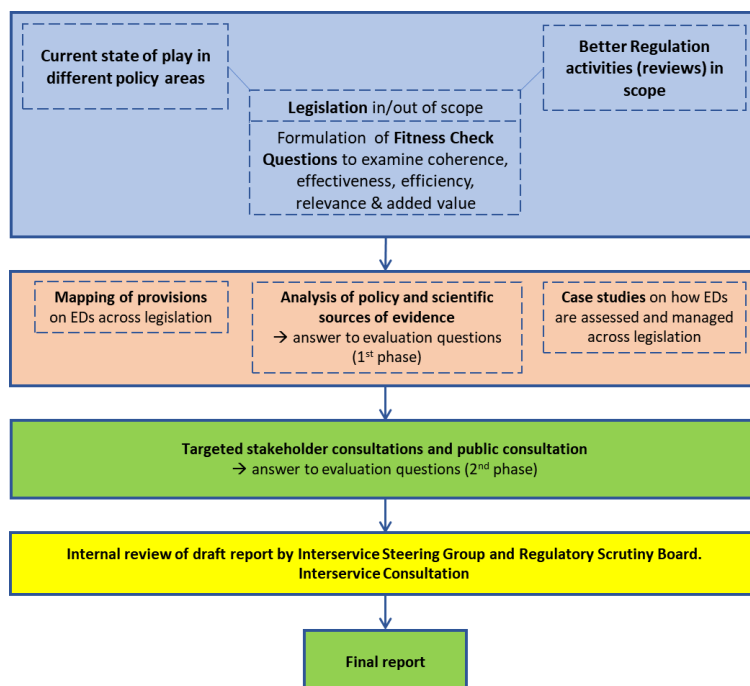 Current state of play in
different policy areas
Better Regulation
activities (reviews) in
scope
Legislation in/out of scope
Formulation of Fitness Check
Questions to examine coherence,
effectiveness, efficiency,
relevance & added value
Mapping of provisions
on EDs across legislation
Analysis of policy and scientific
sources of evidence
→ answer to evaluation questions
(1st phase)
Case studies on how EDs
are assessed and managed
across legislation
Targeted stakeholder consultations and public consultation
→ answer to evaluation questions (2nd phase)
Internal review of draft report by Interservice Steering Group and Regulatory Scrutiny Board.
Interservice Consultation
Final report